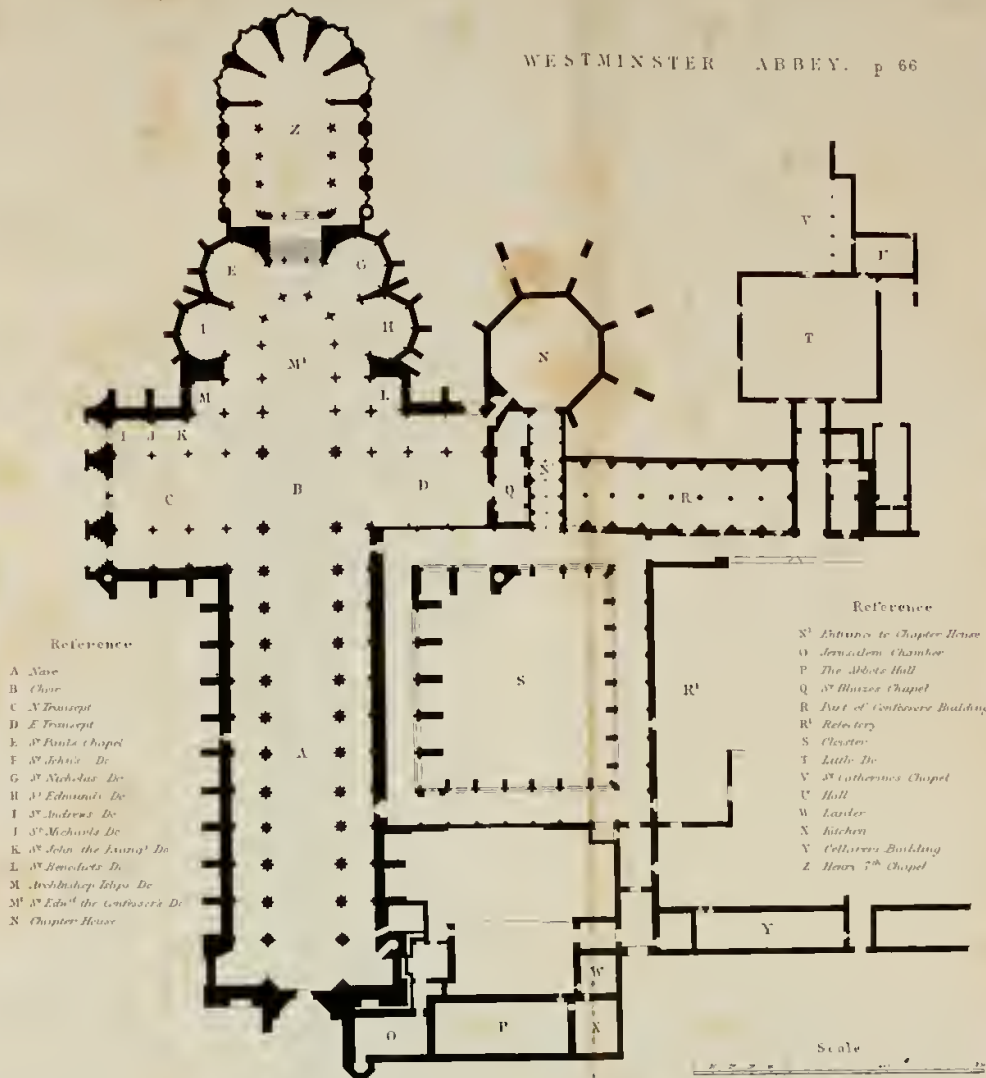 WESTMINSTER ABBEY. p 66
Z
V
E
G
I
H
N
T
M¹
M
L
I J K
C
B
D
Q
N¹
R
S
R¹
A
Y
W
O
P
X
Reference
A Nave
B Choir
C N Transept
D E Transept
E Sᵗ Pauls Chapel
F Sᵗ John's Do
G Sᵗ Nicholas Do
H Sᵗ Edmunds Do
I Sᵗ Andrews Do
J Sᵗ Michaels Do
K Sᵗ John the Evangᵗ Do
L Sᵗ Benedicts Do
M Archbishop Islips Do
M¹ Sᵗ Edwᵈ the Confessor's Do
N Chapter House
Reference
N¹ Entrance to Chapter House
O Jerusalem Chamber
P The Abbots Hall
Q Sᵗ Blaizes Chapel
R Part of Confessors Building
R¹ Refectory
S Cloister
T Little Do
V Sᵗ Catherines Chapel
Hall
W Larder
X Kitchen
Cellarers Building
Z Henry 7ᵗʰ Chapel
Scale